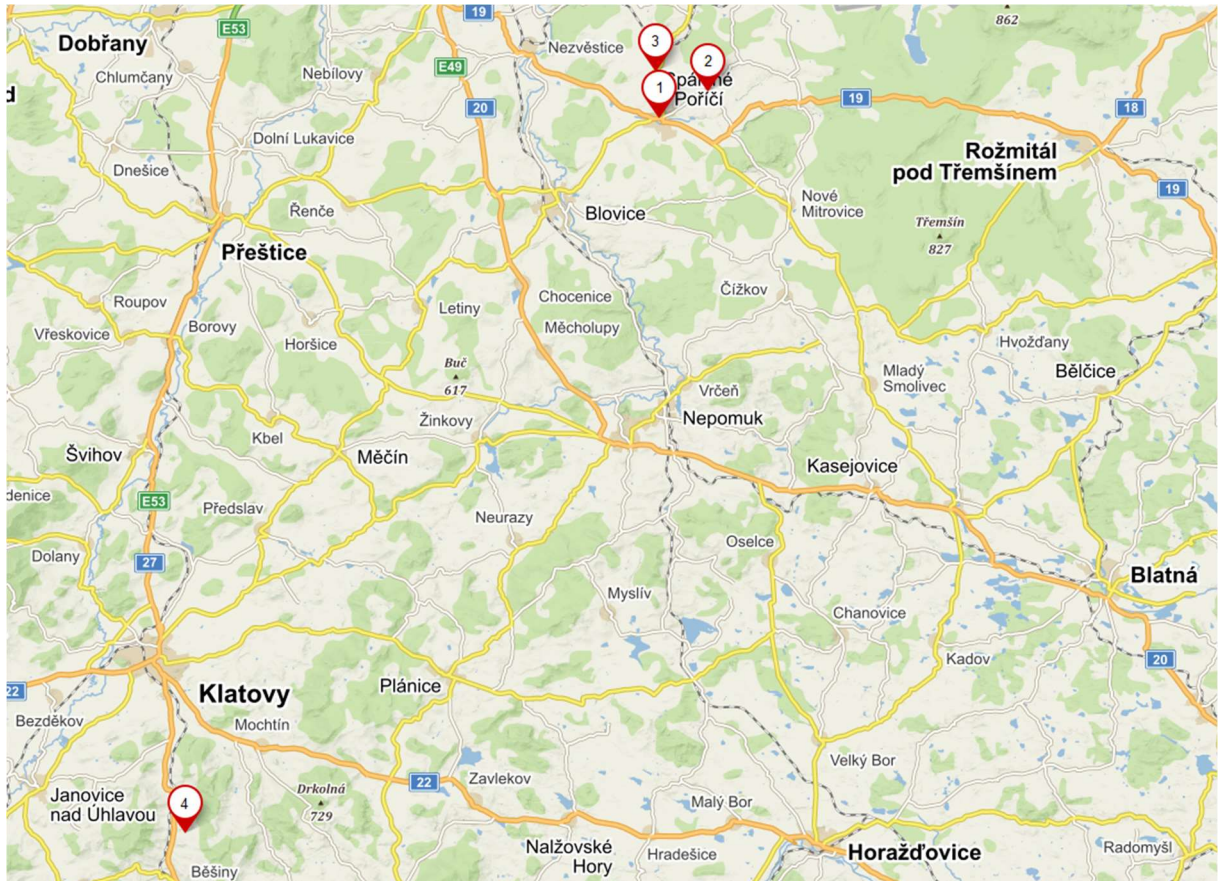 19
E53
862
Dobřany
Nezvěstice
3
Chlumčany
Nebílovy
E49
2
1
Poříčí
20
19
18
Dolní Lukavice
Rožmitál
pod Třemšínem
Dnešice
19
Řenče
Blovice
Nové
Mitrovice
Třemšín
827
Přeštice
Čížkov
Roupov
Letiny
Chocenice
Vřeskovice
Borovy
Horšice
Měcholupy
Hvožďany
Buč
617
Mladý
Smolivec
Bělčice
Vrčeň
Žinkovy
Nepomuk
Kbel
Švihov
Měčín
Kasejovice
E53
Předslav
Neurazy
Dolany
Oselce
27
Blatná
Myslív
Chanovice
Kadov
20
22
Klatovy
Plánice
Bezděkov
Mochtín
Velký Bor
22
Zavlekov
Janovice
nad Úhlavou
4
Drkolná
729
Malý Bor
Nalžovské
Hory
Hradešice
Horažďovice
Radomyšl
Běšiny